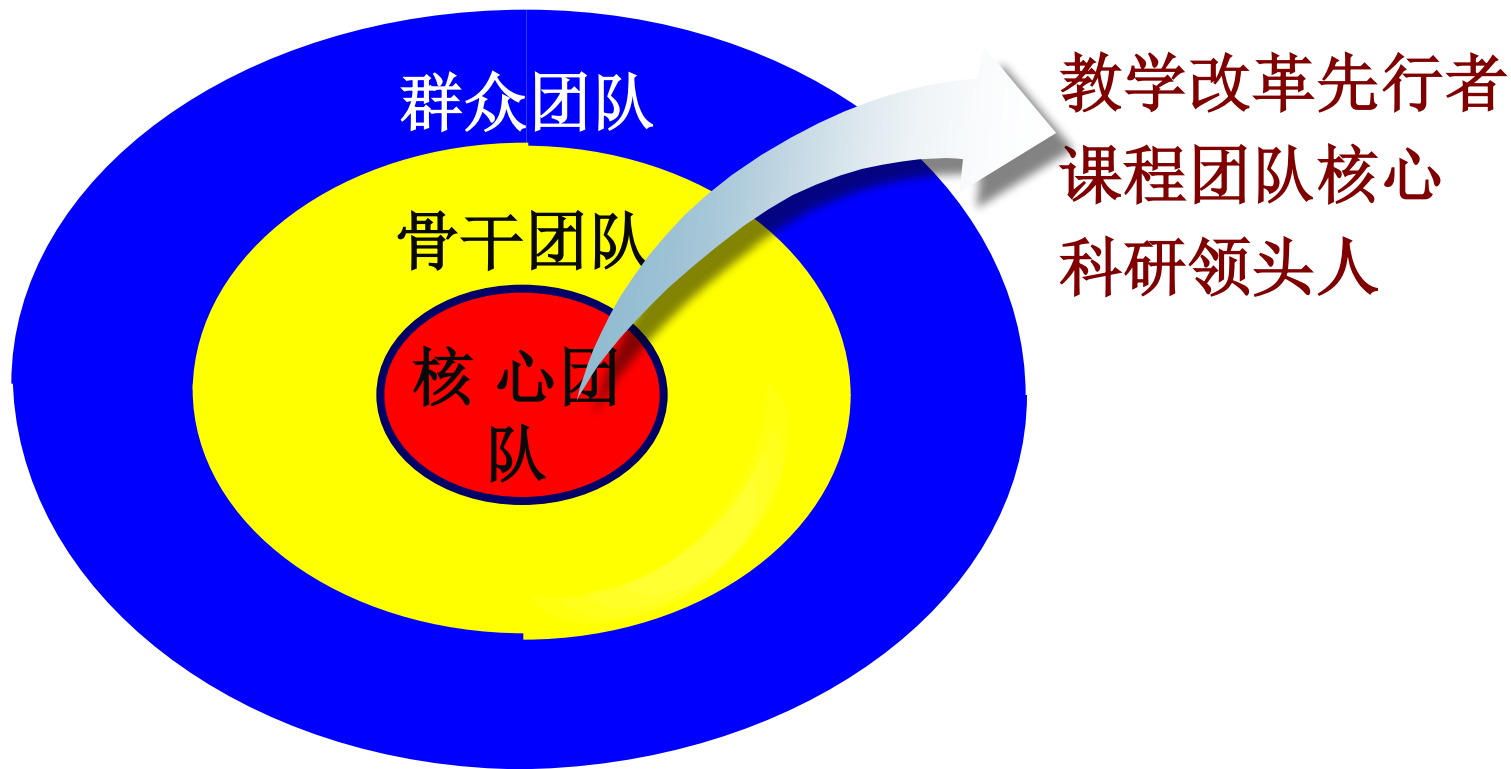 群众团队
骨干团队
核 心团
队
教学改革先行者
课程团队核心
科研领头人